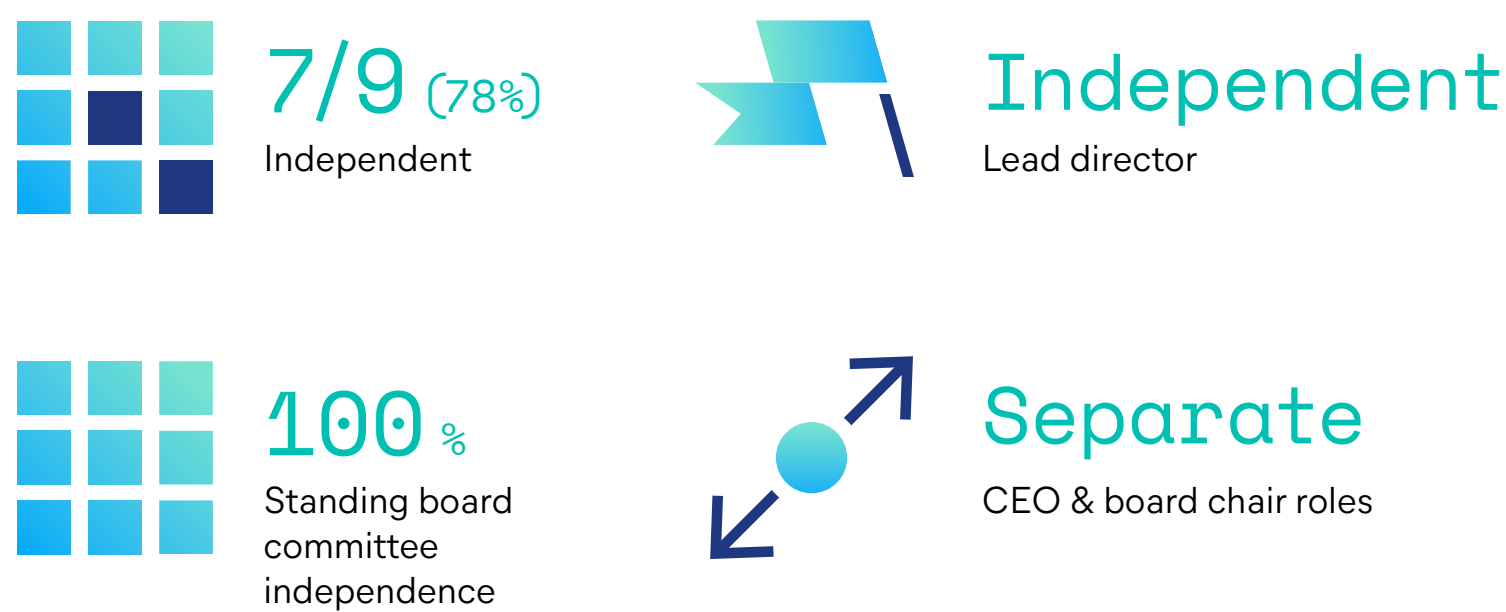 7/9 (78%)
Independent
Independent
Lead director
100 %
Standing board
committee
independence
Separate
CEO & board chair roles